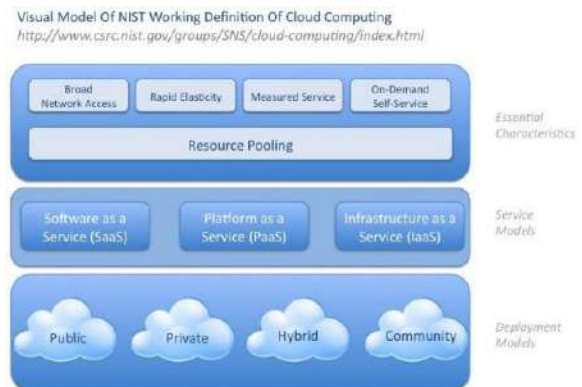 Visual Model Of NIST Working Definition Of Cloud Computing
http://www.csrc.nist.gov/groups/SNS/cloud-computing/index.html
Broad
Network Access
Rapid Elasticity
Measured Service
On-Demand
Self-Service
Resource Pooling
Essential
Characteristics
Software as a
Service (SaaS)
Platform as a
Service (PaaS)
Infrastructure as a
Service (IaaS)
Service
Models
Public
Private
Hybrid
Community
Deployment
Models